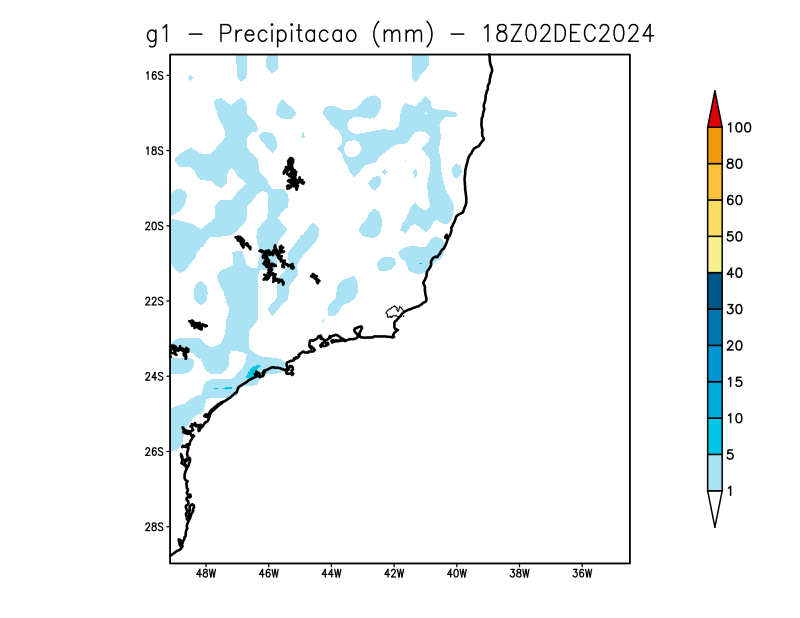 g1 – Precipitacao (mm) – 18Z02DEC2024
16S
18S
20S
22S
24S
26S
28S
48W 46W 44W 42W 40W 38W 36W
100
80
60
50
40
30
20
15
10
5
1